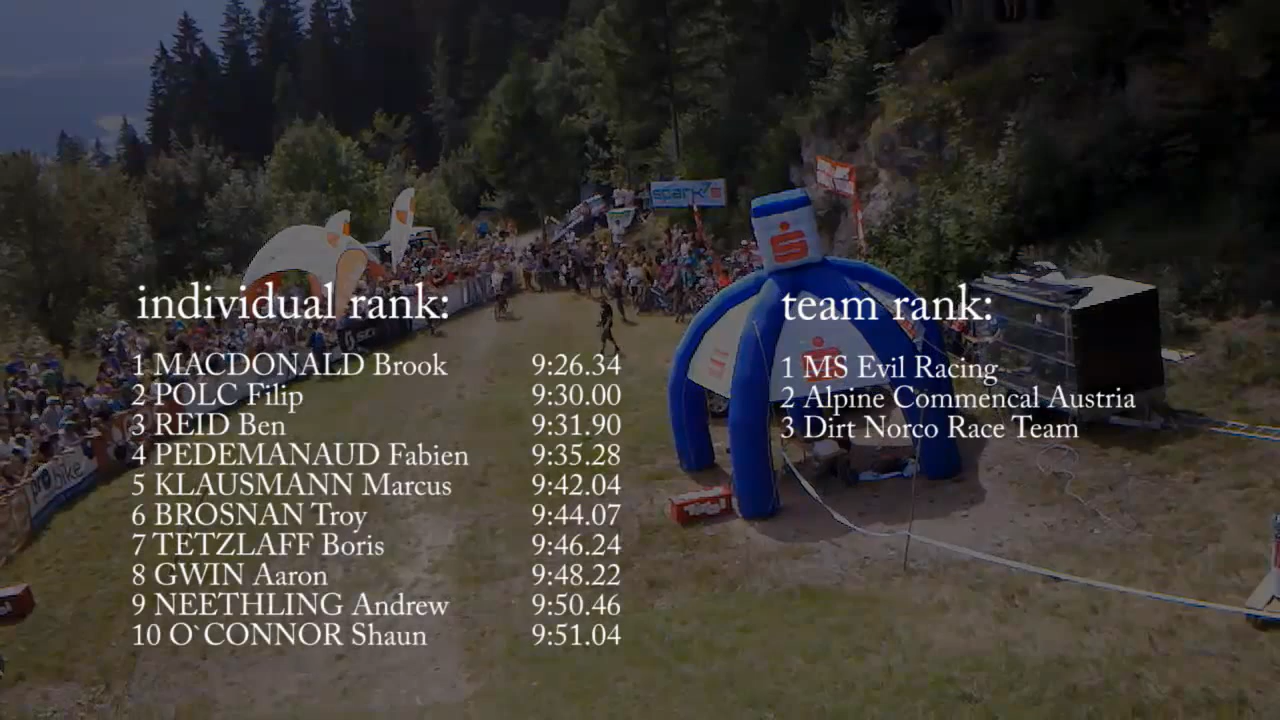 spark7
individual rank:
1 MACDONALD Brook 9:26.34
2 POLC Filip 9:30.00
3 REID Ben 9:31.90
4 PEDEMANAUD Fabien 9:35.28
5 KLAUSMANN Marcus 9:42.04
6 BROSNAN Troy 9:44.07
7 TETZLAFF Boris 9:46.24
8 GWIN Aaron 9:48.22
9 NEETHLING Andrew 9:50.46
10 O`CONNOR Shaun 9:51.04
team rank:
1 MS Evil Racing
2 Alpine Commencal Austria
3 Dirt Norco Race Team
probike